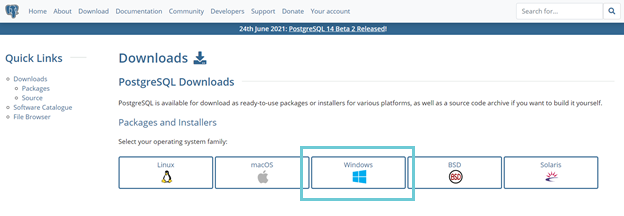 Home About Download Documentation Community Developers Support Donate Your account
Search for...
24th June 2021: PostgreSQL 14 Beta 2 Released!
Quick Links
Downloads
Packages
Source
Software Catalogue
File Browser
Downloads
PostgreSQL Downloads
PostgreSQL is available for download as ready-to-use packages or installers for various platforms, as well as a source code archive if you want to build it yourself.
Packages and Installers
Select your operating system family:
Linux
macOS
Windows
BSD
BSD
Solaris